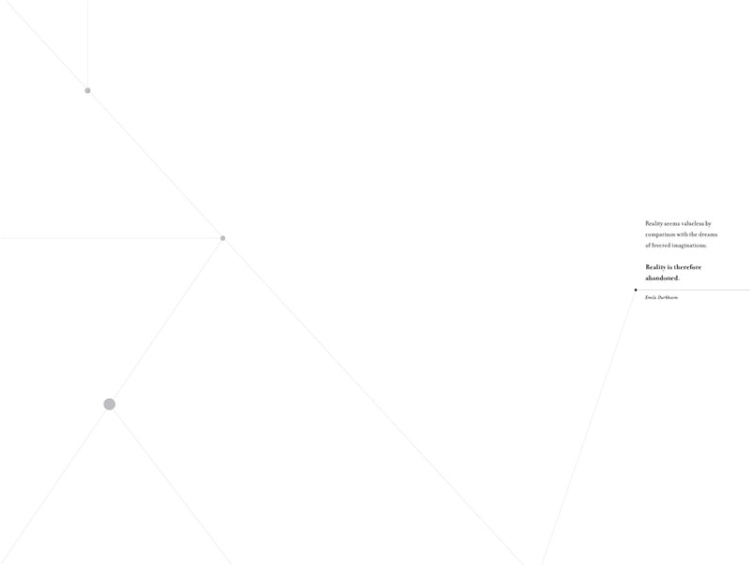 Reality seems valueless by
comparison with the dreams
of fevered imaginations.
Reality is therefore
abandoned.
Emile Durkheim